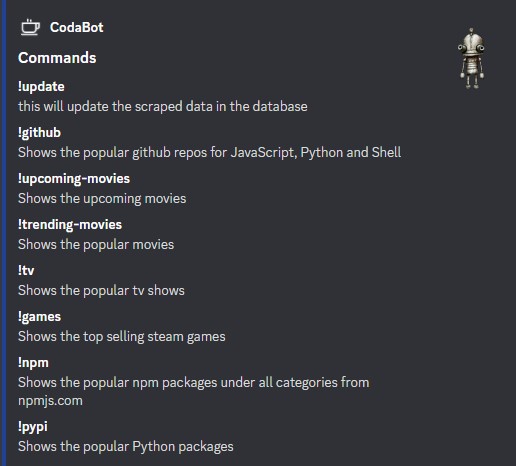 CodaBot
Commands
!update
this will update the scraped data in the database
!github
Shows the popular github repos for JavaScript, Python and Shell
!upcoming-movies
Shows the upcoming movies
!trending-movies
Shows the popular movies
!tv
Shows the popular tv shows
!games
Shows the top selling steam games
!npm
Shows the popular npm packages under all categories from
npmjs.com
!pypi
Shows the popular Python packages